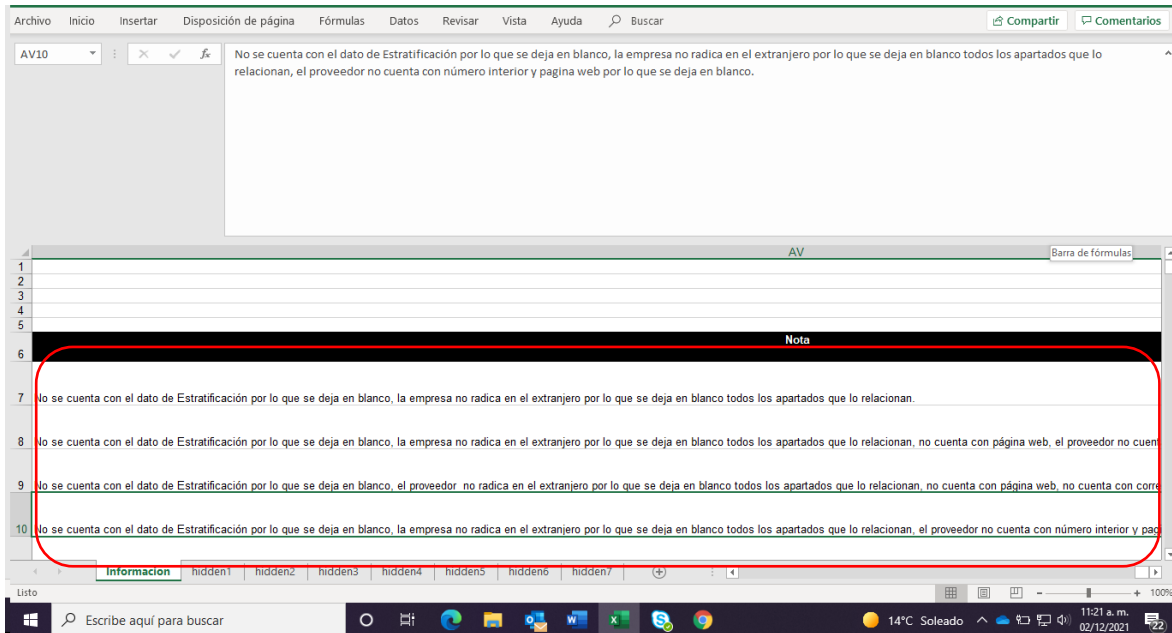 Archivo Inicio Insertar Disposición de página Fórmulas Datos Revisar Vista Ayuda Buscar Compartir Comentarios
AV10 fx No se cuenta con el dato de Estratificación por lo que se deja en blanco, la empresa no radica en el extranjero por lo que se deja en blanco todos los apartados que lo
relacionan, el proveedor no cuenta con número interior y pagina web por lo que se deja en blanco.
AV Barra de fórmulas
1
2
3
4
5
6 Nota
7 No se cuenta con el dato de Estratificación por lo que se deja en blanco, la empresa no radica en el extranjero por lo que se deja en blanco todos los apartados que lo relacionan.
8 No se cuenta con el dato de Estratificación por lo que se deja en blanco, la empresa no radica en el extranjero por lo que se deja en blanco todos los apartados que lo relacionan, no cuenta con página web, el proveedor no cuent
9 No se cuenta con el dato de Estratificación por lo que se deja en blanco, el proveedor no radica en el extranjero por lo que se deja en blanco todos los apartados que lo relacionan, no cuenta con página web, no cuenta con corre
10 No se cuenta con el dato de Estratificación por lo que se deja en blanco, la empresa no radica en el extranjero por lo que se deja en blanco todos los apartados que lo relacionan, el proveedor no cuenta con número interior y pag
Informacion hidden1 hidden2 hidden3 hidden4 hidden5 hidden6 hidden7
Listo 100%
Escribe aquí para buscar 14°C Soleado 11:21 a. m.
02/12/2021 22